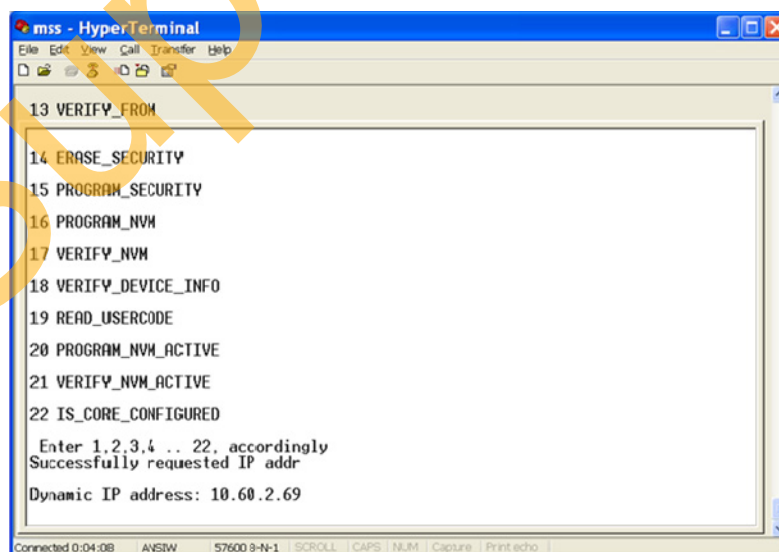 mss - HyperTerminal
File Edit View Call Transfer Help
13 VERIFY_FROM
14 ERASE_SECURITY
15 PROGRAM_SECURITY
16 PROGRAM_NVM
17 VERIFY_NVM
18 VERIFY_DEVICE_INFO
19 READ_USERCODE
20 PROGRAM_NVM_ACTIVE
21 VERIFY_NVM_ACTIVE
22 IS_CORE_CONFIGURED
Enter 1,2,3,4 .. 22, accordingly
Successfully requested IP addr
Dynamic IP address: 10.60.2.69
Connected 0:04:08 ANSIW 57600 8-N-1 SCROLL CAPS NUM Capture Print echo